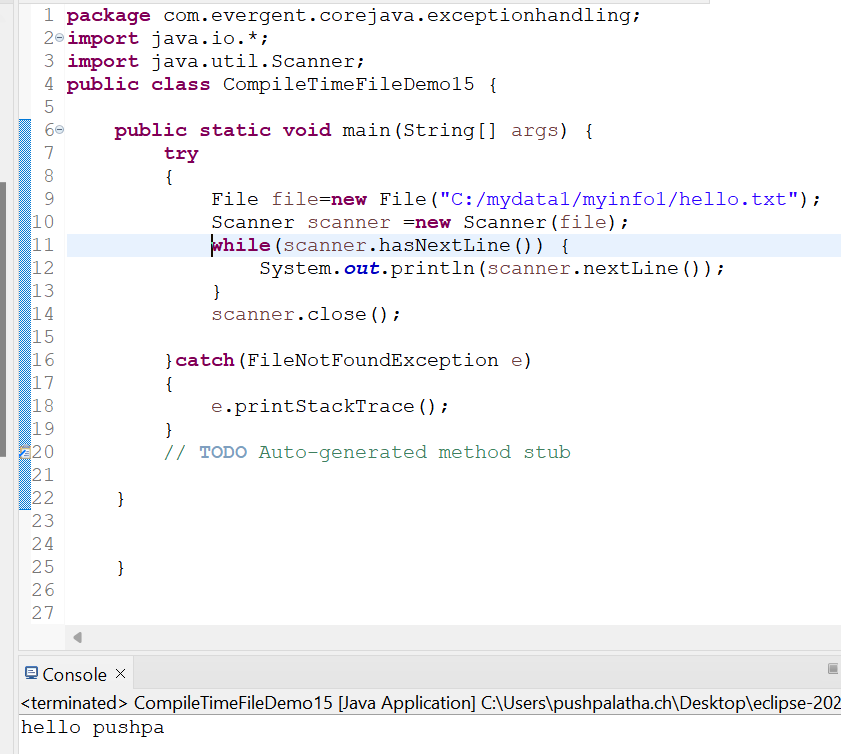 1 package com.evergent.corejava.exceptionhandling;
2 import java.io.*;
3 import java.util.Scanner;
4 public class CompileTimeFileDemo15 {
5
6     public static void main(String[] args) {
7         try
8         {
9             File file=new File("C:/mydata1/myinfo1/hello.txt");
10             Scanner scanner =new Scanner(file);
11             while(scanner.hasNextLine()) {
12                 System.out.println(scanner.nextLine());
13             }
14             scanner.close();
15
16         }catch(FileNotFoundException e)
17         {
18             e.printStackTrace();
19         }
20         // TODO Auto-generated method stub
21
22     }
23
24
25     }
26
27
Console
<terminated> CompileTimeFileDemo15 [Java Application] C:\Users\pushpalatha.ch\Desktop\eclipse-202
hello pushpa